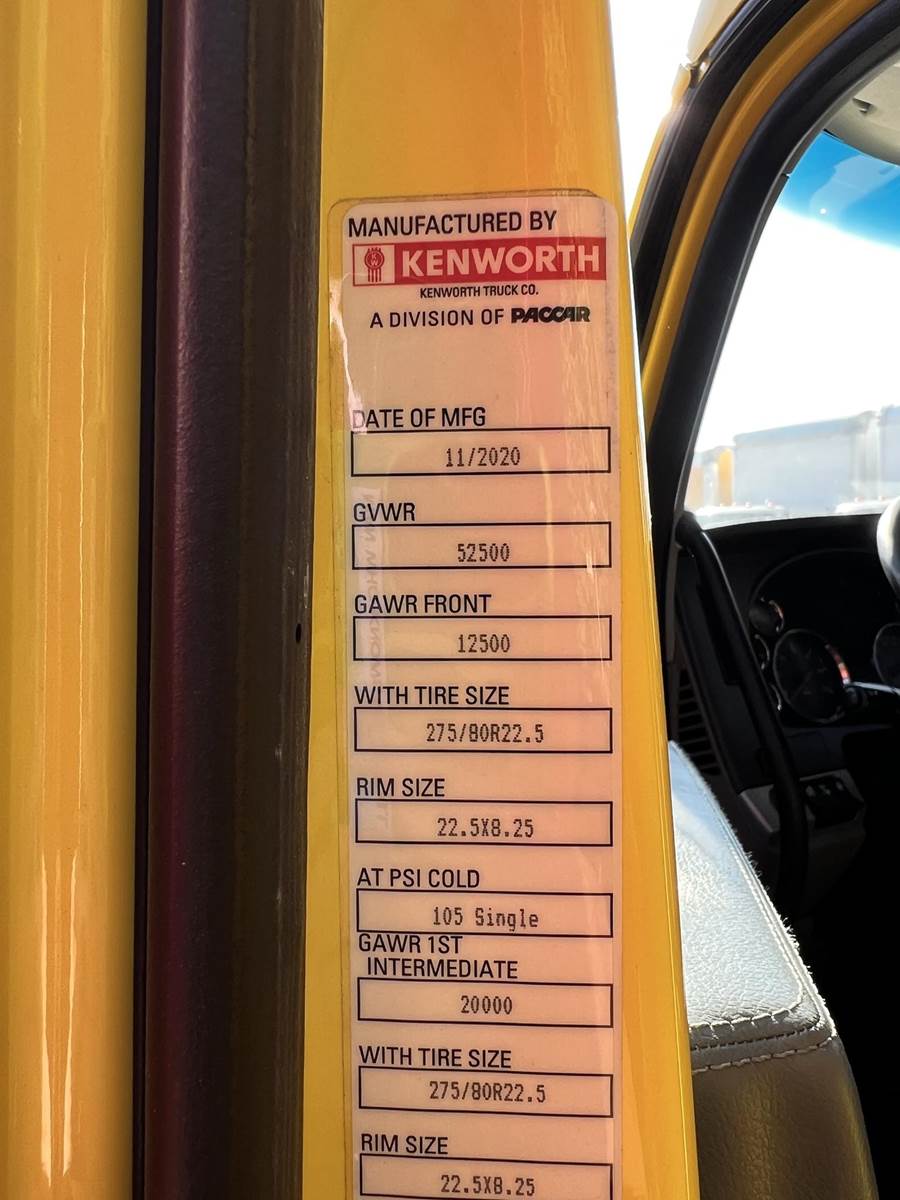 MANUFACTURED BY
KENWORTH
KENWORTH TRUCK CO.
A DIVISION OF PACCAR
DATE OF MFG
11/2020
GVWR
52500
GAWR FRONT
12500
WITH TIRE SIZE
275/80R22.5
RIM SIZE
22.5X8.25
AT PSI COLD
105 Single
GAWR 1ST
INTERMEDIATE
20000
WITH TIRE SIZE
275/80R22.5
RIM SIZE
22.5X8.25